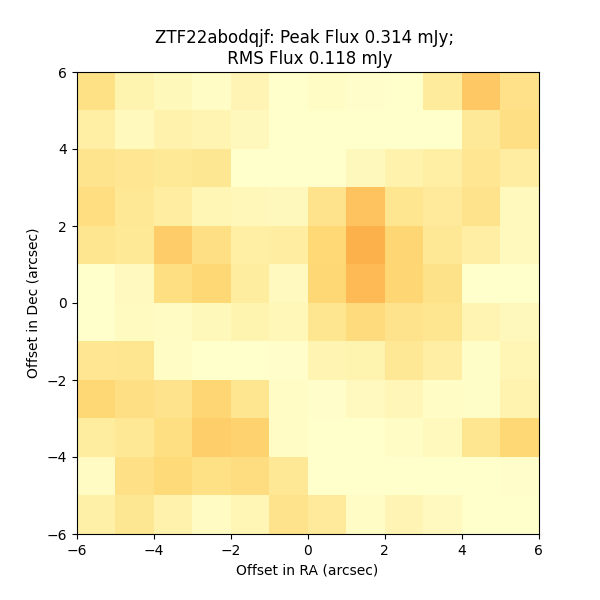 ZTF22abodqjf: Peak Flux 0.314 mJy;
RMS Flux 0.118 mJy
6
4
2
0
−2
−4
−6
Offset in Dec (arcsec)
−6 −4 −2 0 2 4 6
Offset in RA (arcsec)